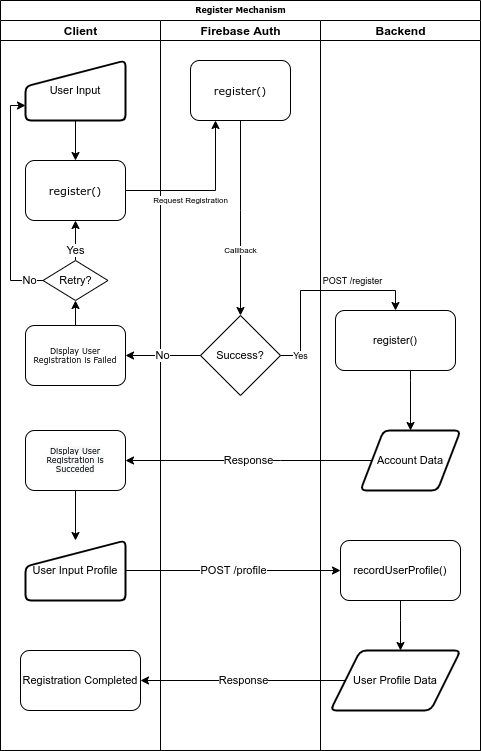 Register Mechanism
Client
Firebase Auth
Backend
User Input
register()
register()
Request Registration
Yes
Callback
No
Retry?
POST /register
Display User
Registration is Failed
No
Success?
Yes
register()
Display User
Registration is
Succeded
Response
Account Data
User Input Profile
POST /profile
recordUserProfile()
Registration Completed
Response
User Profile Data